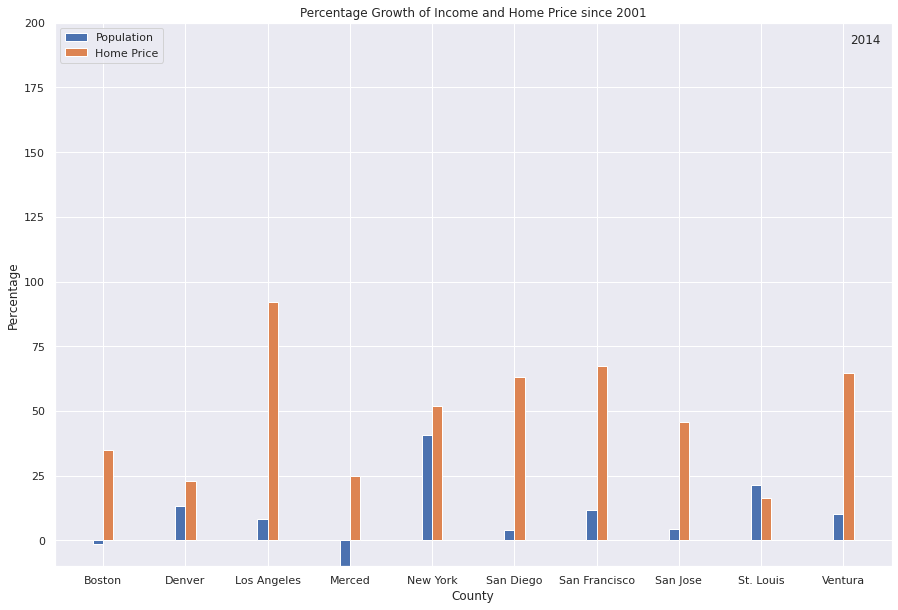 Percentage Growth of Income and Home Price since 2001
200
Population
Home Price
2014
175
150
125
100
75
50
25
0
Percentage
Boston Denver Los Angeles Merced New York San Diego San Francisco San Jose St. Louis Ventura
County